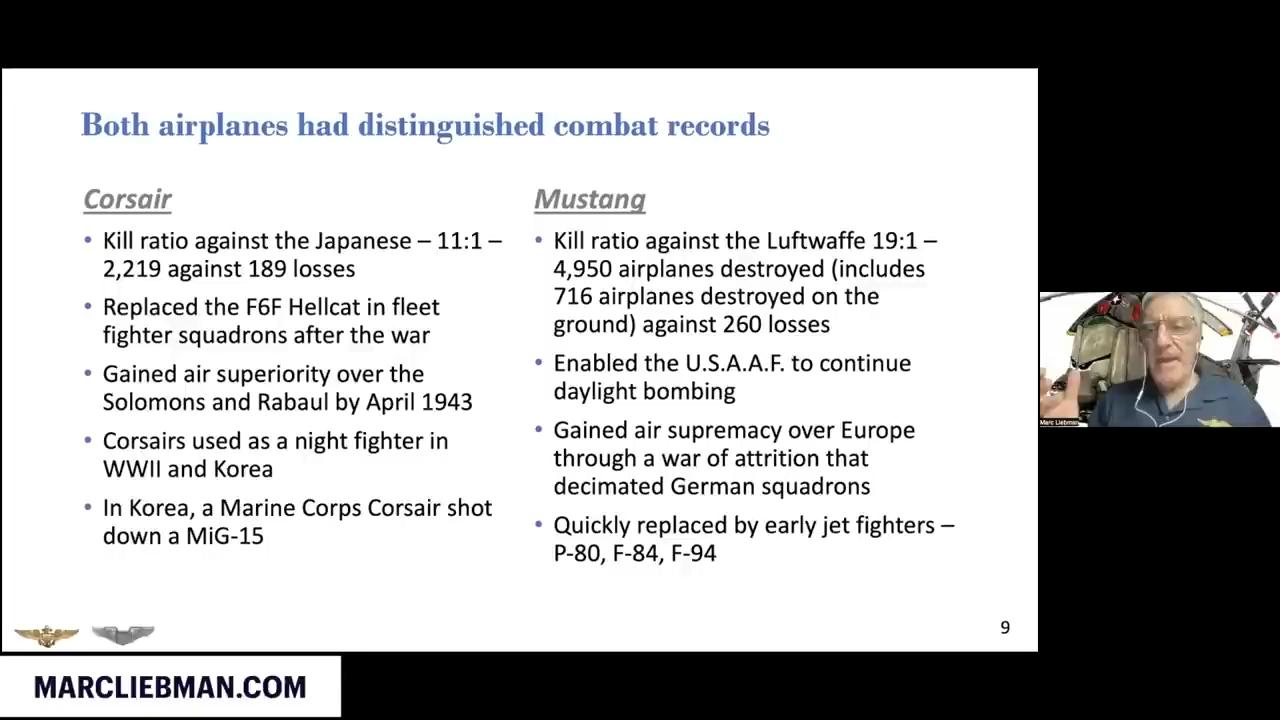 Both airplanes had distinguished combat records
Corsair
• Kill ratio against the Japanese – 11:1 –
2,219 against 189 losses
• Replaced the F6F Hellcat in fleet
fighter squadrons after the war
• Gained air superiority over the
Solomons and Rabaul by April 1943
• Corsairs used as a night fighter in
WWII and Korea
• In Korea, a Marine Corps Corsair shot
down a MiG-15
Mustang
• Kill ratio against the Luftwaffe 19:1 –
4,950 airplanes destroyed (includes
716 airplanes destroyed on the
ground) against 260 losses
• Enabled the U.S.A.A.F. to continue
daylight bombing
• Gained air supremacy over Europe
through a war of attrition that
decimated German squadrons
• Quickly replaced by early jet fighters –
P-80, F-84, F-94
9
Marc Liebman
MARCLIEBMAN.COM